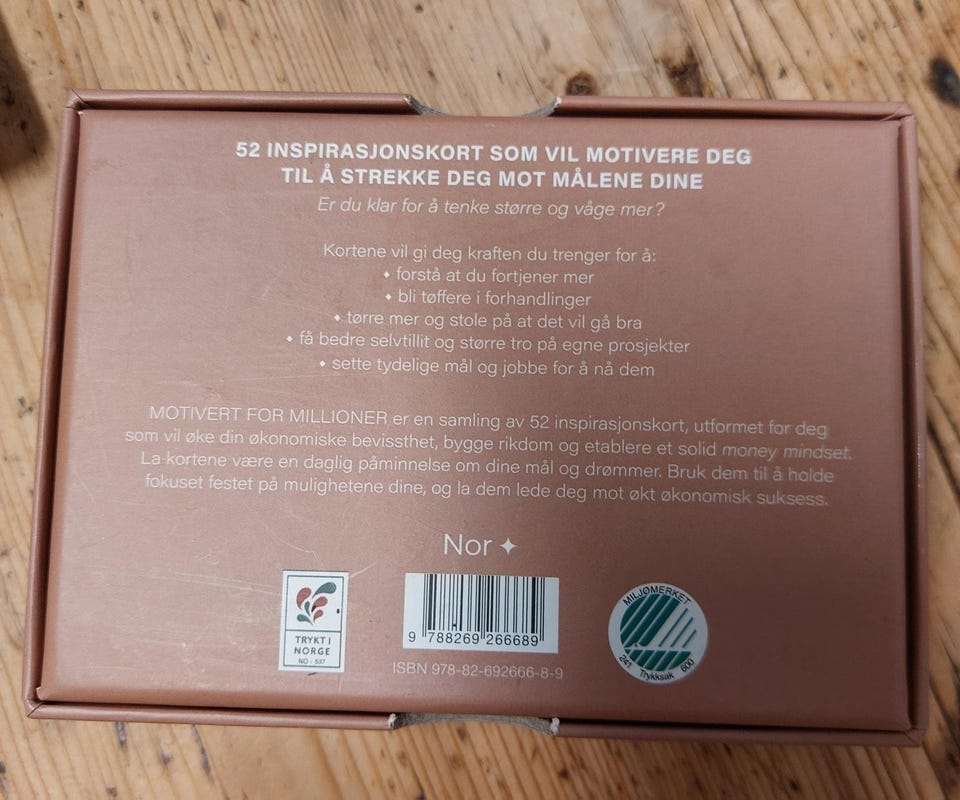 52 INSPIRASJONSKORT SOM VIL MOTIVERE DEG
TIL Å STREKKE DEG MOT MÅLENE DINE
Er du klar for å tenke større og våge mer?
Kortene vil gi deg kraften du trenger for å:
⬥ forstå at du fortjener mer
⬥ bli tøffere i forhandlinger
⬥ tørre mer og stole på at det vil gå bra
⬥ få bedre selvtillit og større tro på egne prosjekter
⬥ sette tydelige mål og jobbe for å nå dem
MOTIVERT FOR MILLIONER er en samling av 52 inspirasjonskort, utformet for deg
som vil øke din økonomiske bevissthet, bygge rikdom og etablere et solid money mindset.
La kortene være en daglig påminnelse om dine mål og drømmer. Bruk dem til å holde
fokuset festet på mulighetene dine, og la dem lede deg mot økt økonomisk suksess.
Nor ✦
TRYKT I
NORGE
NO - 537
9 788269 266689
ISBN 978-82-692666-8-9
MILJØMERKET
241 Trykksak 600